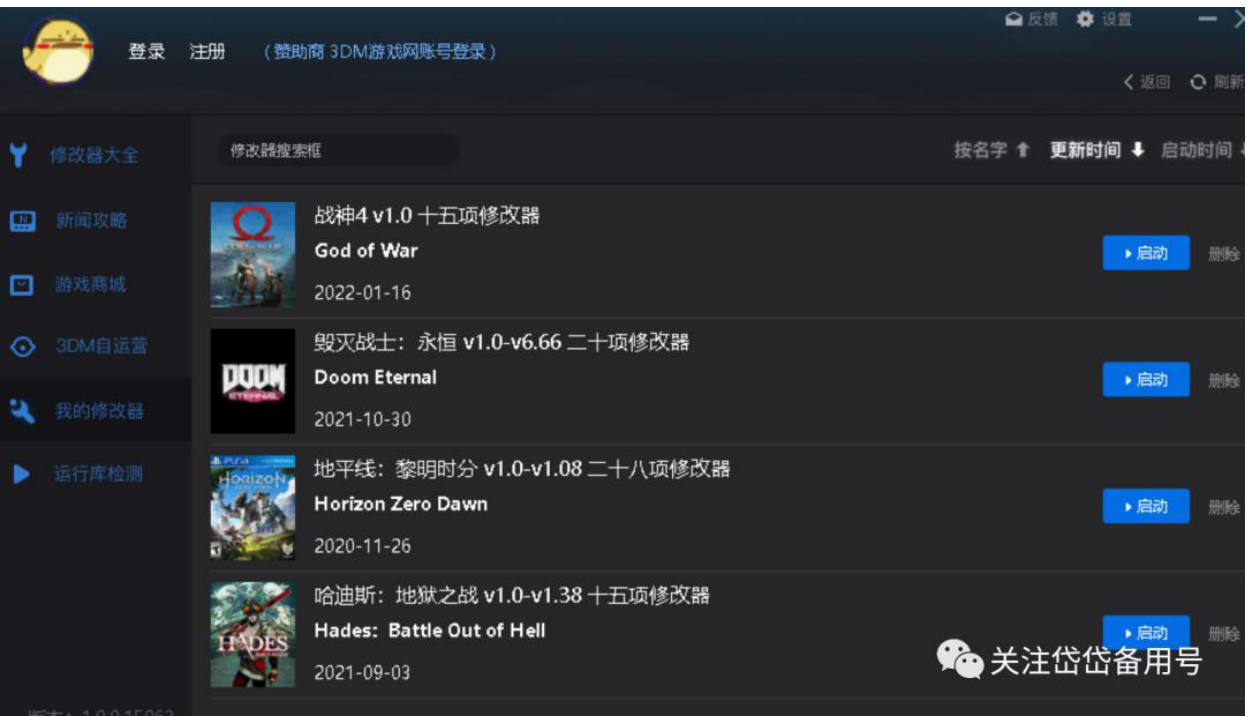 反馈 设置
登录 注册 （赞助商 3DM游戏网账号登录）
返回 刷新
修改器大全
新闻攻略
游戏商城
3DM自运营
我的修改器
运行库检测
修改器搜索框
按名字 更新时间 启动时间
战神4 v1.0 十五项修改器
God of War
2022-01-16
启动 删除
毁灭战士：永恒 v1.0-v6.66 二十项修改器
DOOM
ETERNAL
Doom Eternal
2021-10-30
启动 删除
地平线：黎明时分 v1.0-v1.08 二十八项修改器
HORIZON
Horizon Zero Dawn
2020-11-26
启动 删除
哈迪斯：地狱之战 v1.0-v1.38 十五项修改器
HADES
Hades: Battle Out of Hell
2021-09-03
启动 删除
关注岱岱备用号